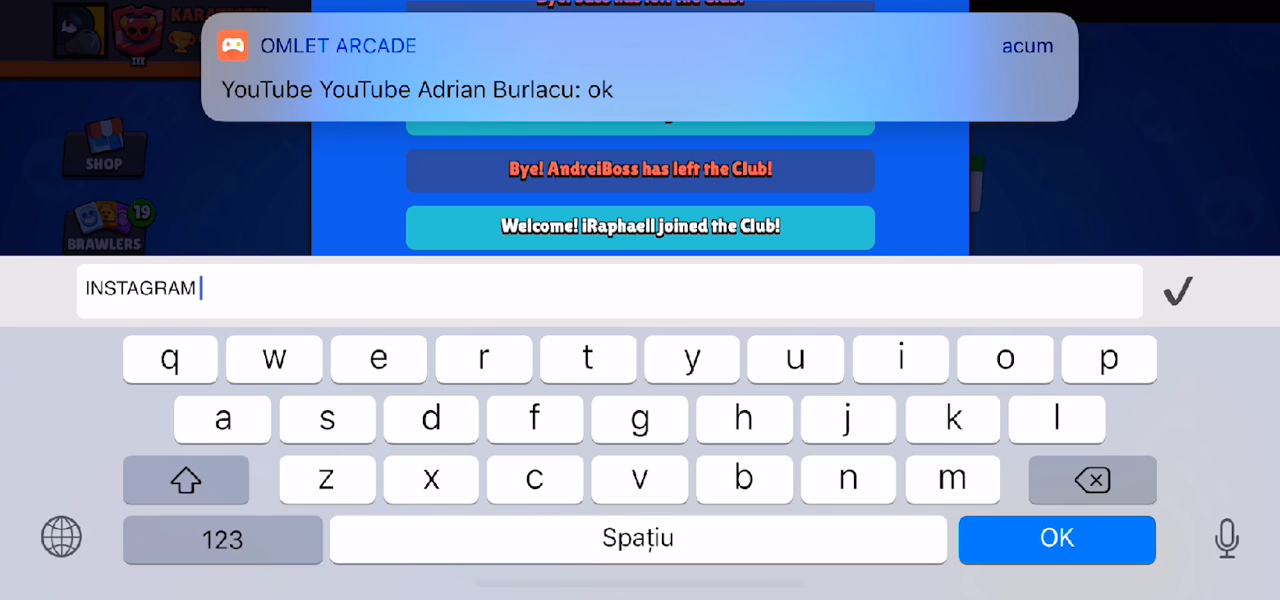 OMLET ARCADE
acum
YouTube YouTube Adrian Burlacu: ok
III
SHOP
Bye! AndreiBoss has left the Club!
Welcome! iRaphaell joined the Club!
19
BRAWLERS
INSTAGRAM
q w e r t y u i o p
a s d f g h j k l
z x c v b n m
123
Spațiu
OK